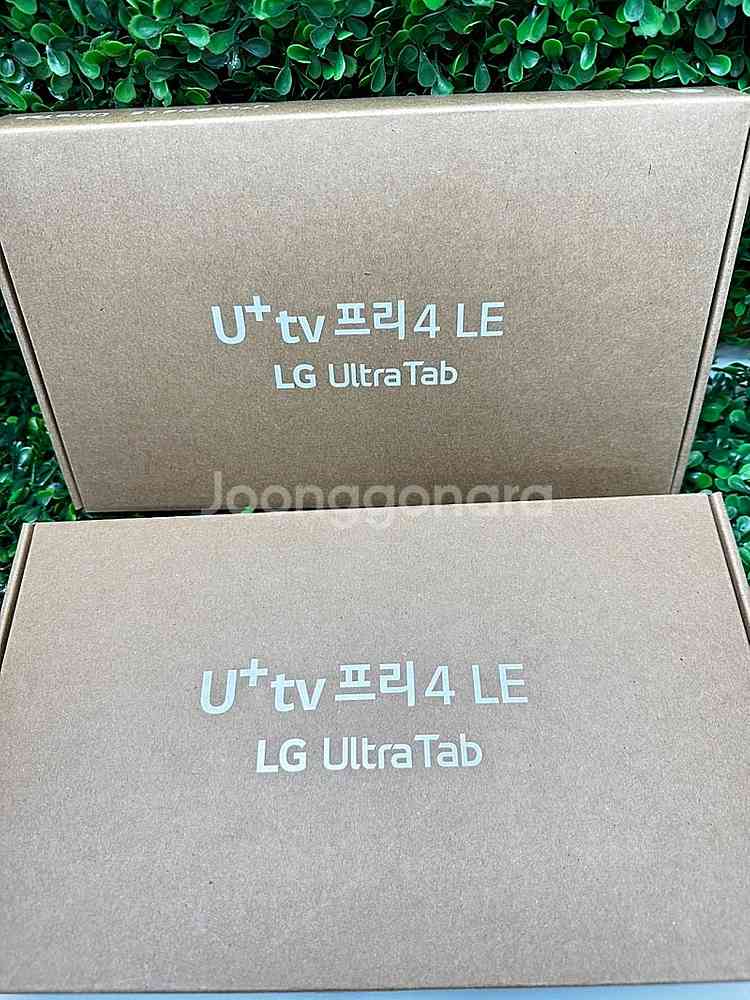 U+tv 프리4 LE
LG UltraTab
Joonggonara
U+tv 프리4 LE
LG UltraTab